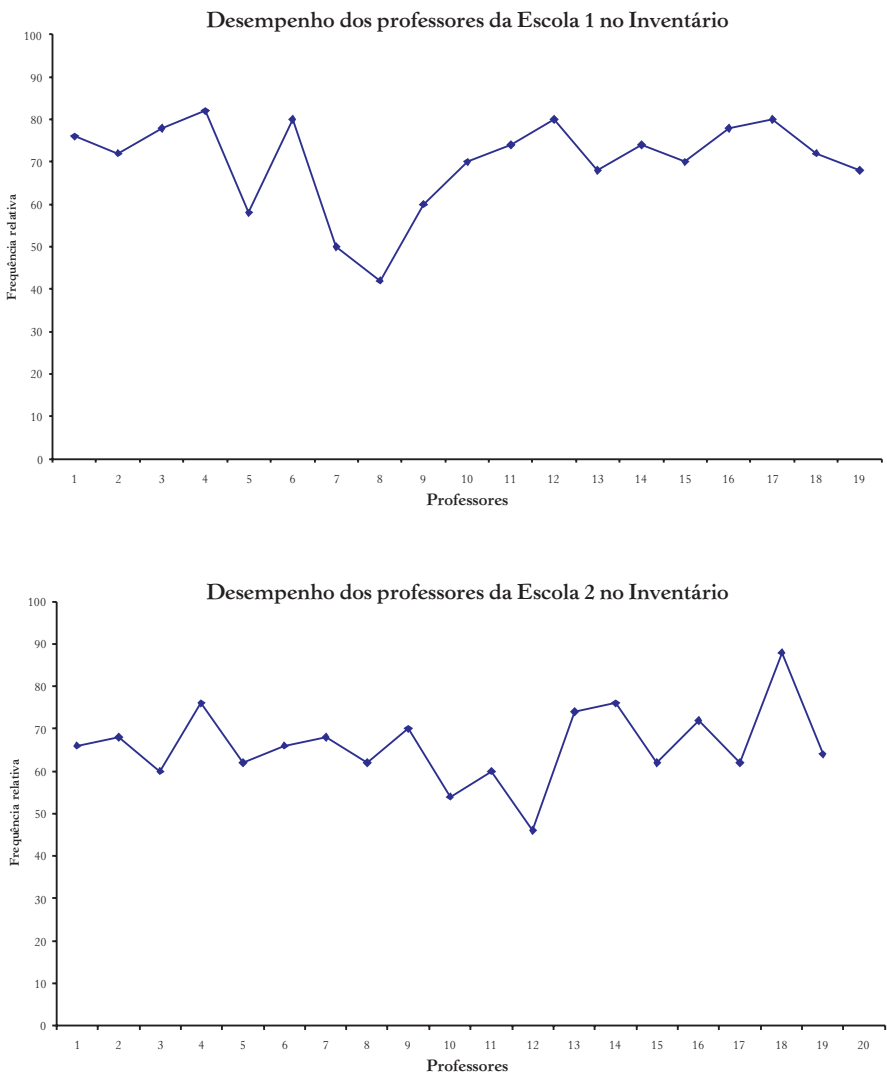 Desempenho dos professores da Escola 1 no Inventário
100
90
80
70
60
50
40
30
20
10
0
Frequência relativa
1 2 3 4 5 6 7 8 9 10 11 12 13 14 15 16 17 18 19
Professores
Desempenho dos professores da Escola 2 no Inventário
100
90
80
70
60
50
40
30
20
10
0
Frequência relativa
1 2 3 4 5 6 7 8 9 10 11 12 13 14 15 16 17 18 19 20
Professores